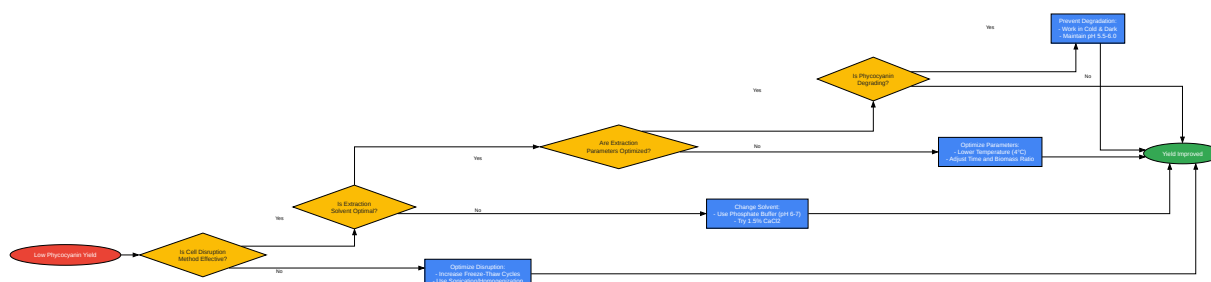 Low Phycocyanin Yield
Is Cell Disruption
Method Effective?
Yes
No
Optimize Disruption:
- Increase Freeze-Thaw Cycles
- Use Sonication/Homogenization
Is Extraction
Solvent Optimal?
Yes
No
Change Solvent:
- Use Phosphate Buffer (pH 6-7)
- Try 1.5% CaCl2
Are Extraction
Parameters Optimized?
Yes
No
Optimize Parameters:
- Lower Temperature (4°C)
- Adjust Time and Biomass Ratio
Is Phycocyanin
Degrading?
Yes
No
Prevent Degradation:
- Work in Cold & Dark
- Maintain pH 5.5-6.0
Yield Improved